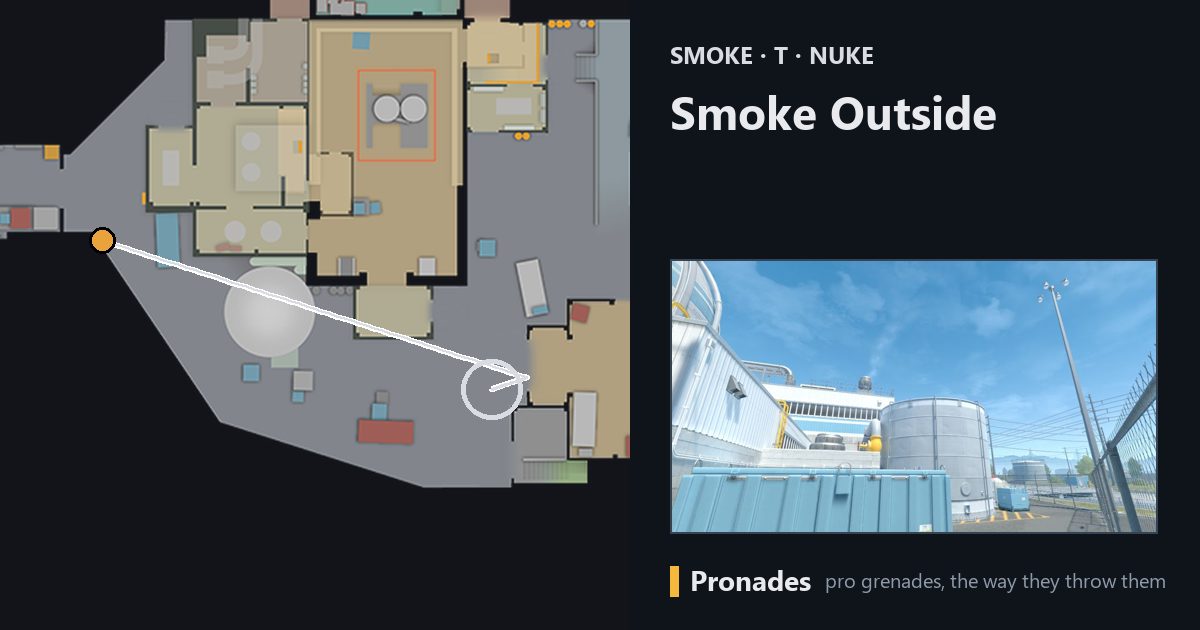 SMOKE · T · NUKE
Smoke Outside
Pronades pro grenades, the way they throw them